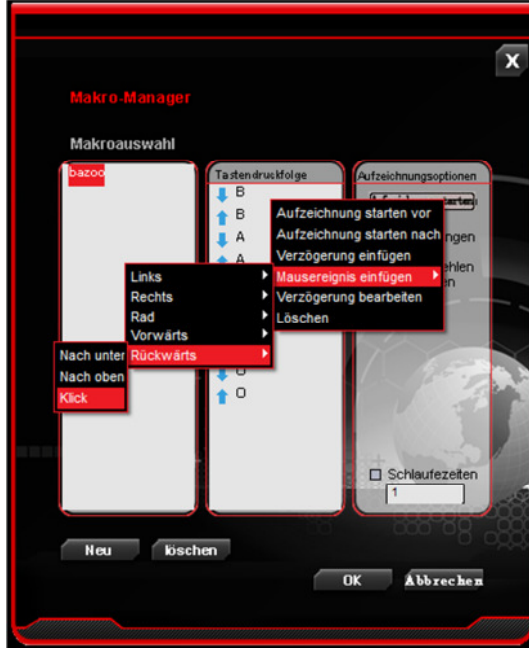 X
Makro-Manager
Makroauswahl
bazoo
Tastendruckfolge
B
B
A
A
O
Aufzeichnungsoptionen
Aufzeichnung starten vor
Aufzeichnung starten nach
Verzögerung einfügen
Mausereignis einfügen
Verzögerung bearbeiten
Löschen
Links
Rechts
Rad
Vorwärts
Rückwärts
Nach unten
Nach oben
Klick
Schlaufezeiten
1
Neu
löschen
OK
Abbrechen